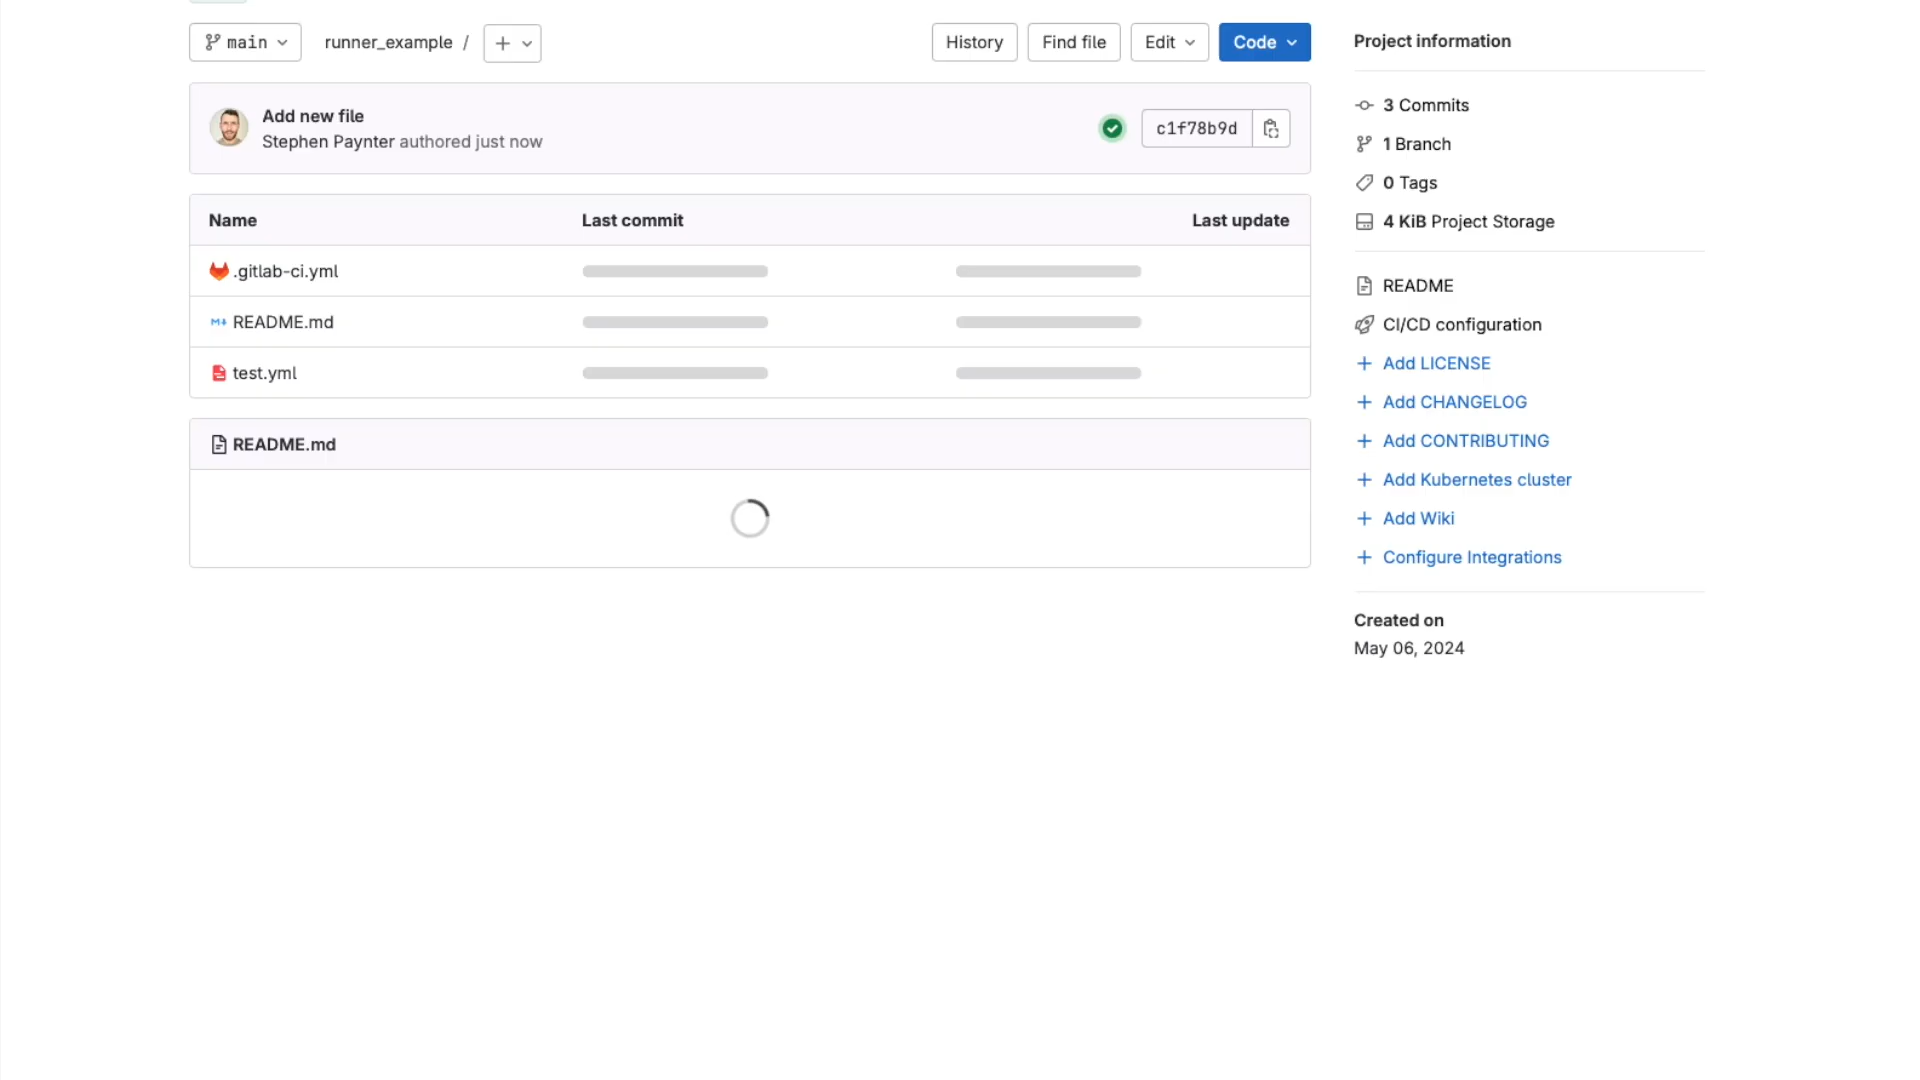 main
runner_example /
History
Find file
Edit
Code
Add new file
Stephen Paynter authored just now
c1f78b9d
Name Last commit Last update
.gitlab-ci.yml
README.md
test.yml
README.md
Project information
3 Commits
1 Branch
0 Tags
4 KiB Project Storage
README
CI/CD configuration
Add LICENSE
Add CHANGELOG
Add CONTRIBUTING
Add Kubernetes cluster
Add Wiki
Configure Integrations
Created on
May 06, 2024